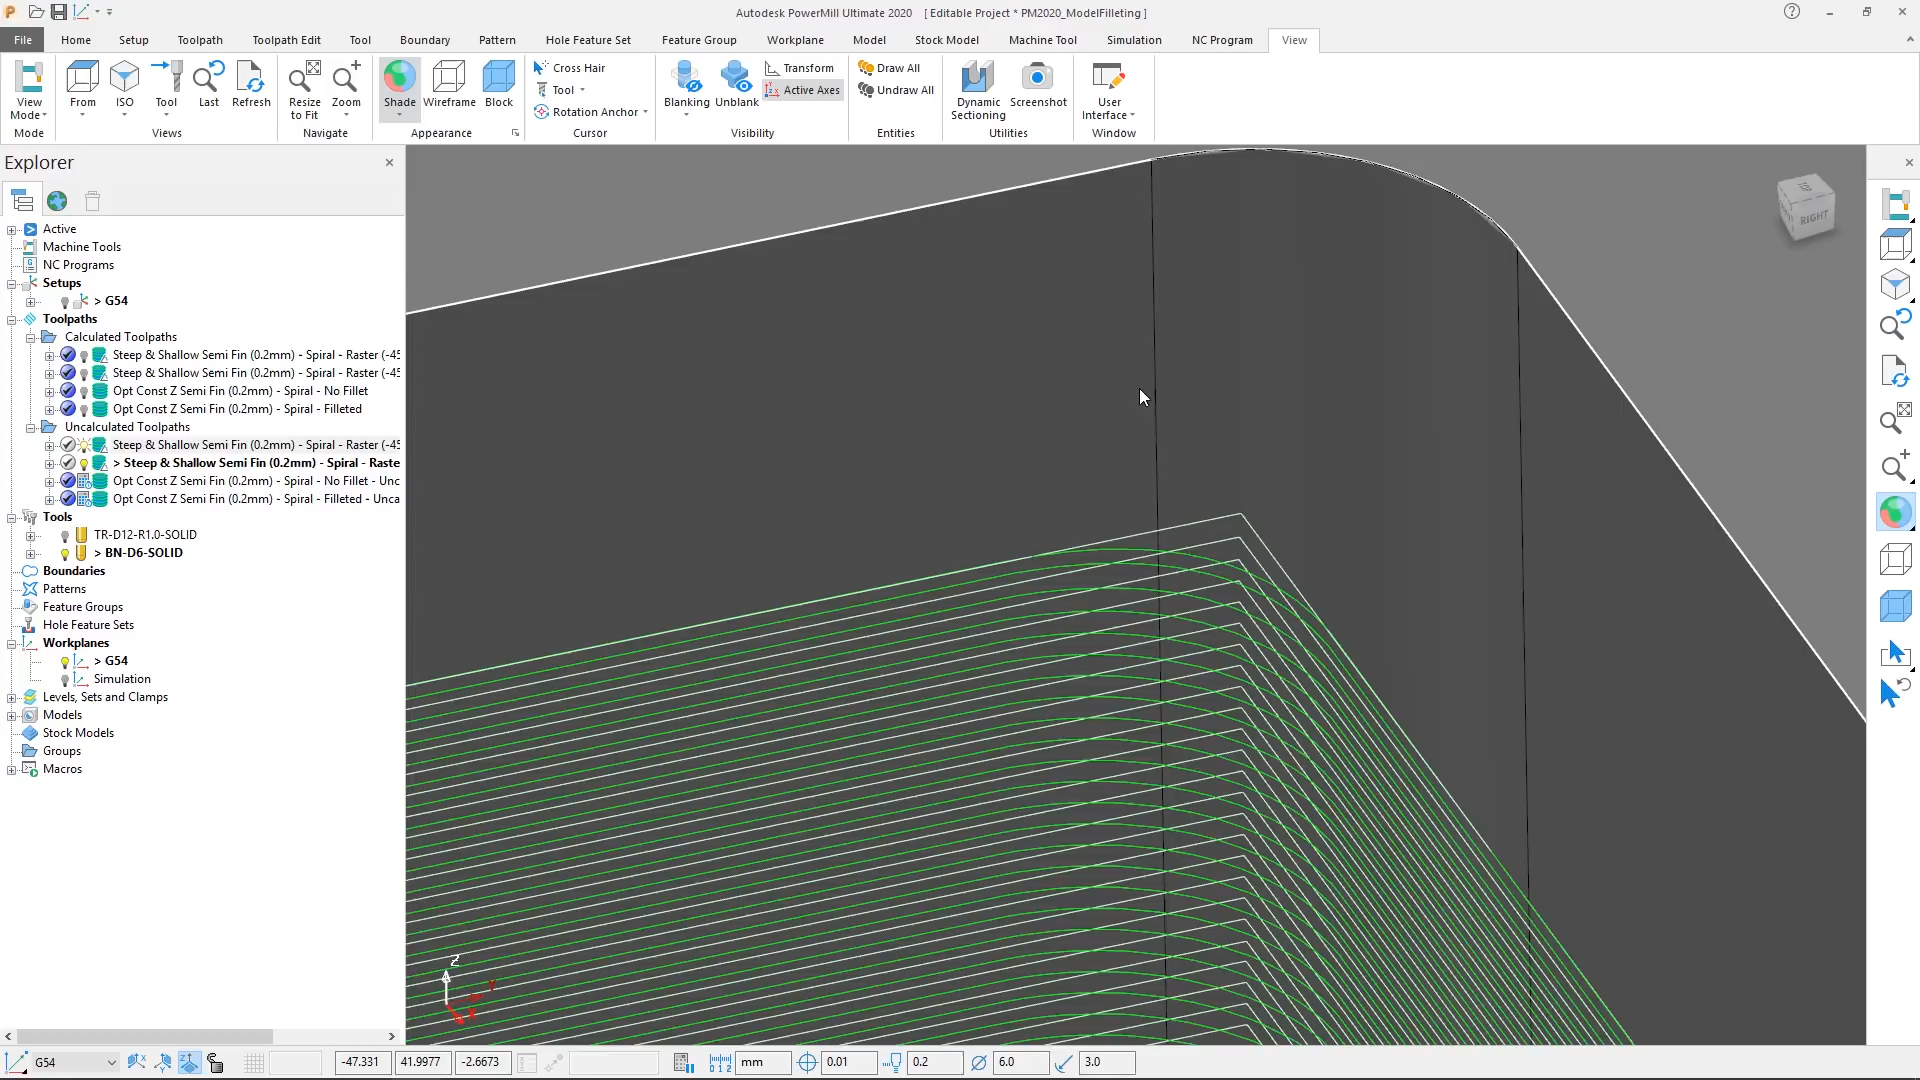 Autodesk PowerMill Ultimate 2020 [ Editable Project * PM2020_ModelFilleting ]
File Home Setup Toolpath Toolpath Edit Tool Boundary Pattern Hole Feature Set Feature Group Workplane Model Stock Model Machine Tool Simulation NC Program View
View Mode From ISO Tool Last Refresh Resize to Fit Zoom Shade Wireframe Block Cross Hair Tool Rotation Anchor Blanking Unblank Transform Active Axes Draw All Undraw All Dynamic Sectioning Screenshot User Interface
Mode Views Navigate Appearance Cursor Visibility Entities Utilities Window
Explorer
Active
Machine Tools
NC Programs
Setups
> G54
Toolpaths
Calculated Toolpaths
Steep & Shallow Semi Fin (0.2mm) - Spiral - Raster (-45
Steep & Shallow Semi Fin (0.2mm) - Spiral - Raster (-45
Opt Const Z Semi Fin (0.2mm) - Spiral - No Fillet
Opt Const Z Semi Fin (0.2mm) - Spiral - Filleted
Uncalculated Toolpaths
Steep & Shallow Semi Fin (0.2mm) - Spiral - Raster (-45
> Steep & Shallow Semi Fin (0.2mm) - Spiral - Raste
Opt Const Z Semi Fin (0.2mm) - Spiral - No Fillet - Unc
Opt Const Z Semi Fin (0.2mm) - Spiral - Filleted - Unca
Tools
TR-D12-R1.0-SOLID
> BN-D6-SOLID
Boundaries
Patterns
Feature Groups
Hole Feature Sets
Workplanes
> G54
Simulation
Levels, Sets and Clamps
Models
Stock Models
Groups
Macros
TOP
RIGHT
Z
Y
X
G54 -47.331 41.9977 -2.6673 mm 0.01 0.2 6.0 3.0